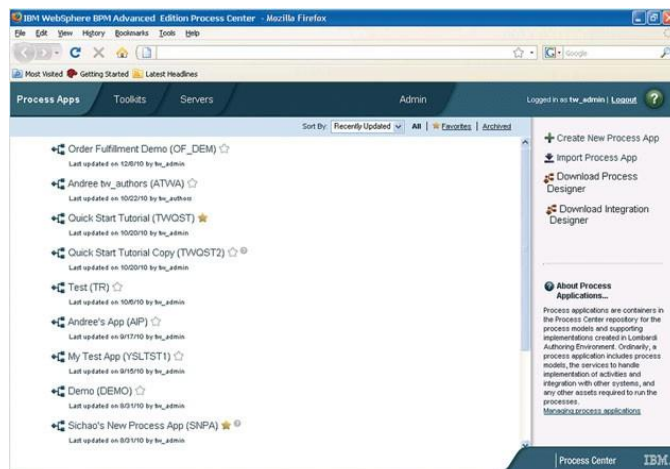 IBM WebSphere BPM Advanced Edition Process Center - Mozilla Firefox
File Edit View History Bookmarks Tools Help
Google
Most Visited Getting Started Latest Headlines
Process Apps Toolkits Servers Admin Logged in as tw_admin | Logout ?
Sort By: Recently Updated All | Favorites | Archived
Order Fulfillment Demo (OF_DEM)
Last updated on 12/6/10 by tw_admin
Andree tw_authors (ATWA)
Last updated on 10/22/10 by tw_authors
Quick Start Tutorial (TWQST)
Last updated on 10/20/10 by tw_admin
Quick Start Tutorial Copy (TWQST2)
Last updated on 10/20/10 by tw_admin
Test (TR)
Last updated on 10/6/10 by tw_admin
Andree's App (AIP)
Last updated on 9/17/10 by tw_admin
My Test App (YSLTST1)
Last updated on 9/15/10 by tw_admin
Demo (DEMO)
Last updated on 8/31/10 by tw_admin
Sichao's New Process App (SNPA)
Last updated on 8/31/10 by tw_admin
Create New Process App
Import Process App
Download Process
Designer
Download Integration
Designer
About Process
Applications...
Process applications are containers in
the Process Center repository for the
process models and supporting
implementations created in Lombardi
Authoring Environment. Ordinarily, a
process application includes process
models, the services to handle
implementation of activities and
integration with other systems, and
any other assets required to run the
processes.
Managing process applications
Process Center IBM